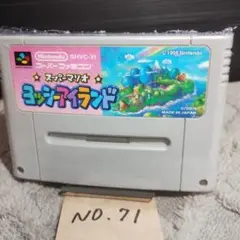 Nintendo SHVC-YI
スーパーファミコン
© 1995 Nintendo
スーパーマリオ
ヨッシーアイランド
MADE IN JAPAN
NO. 71